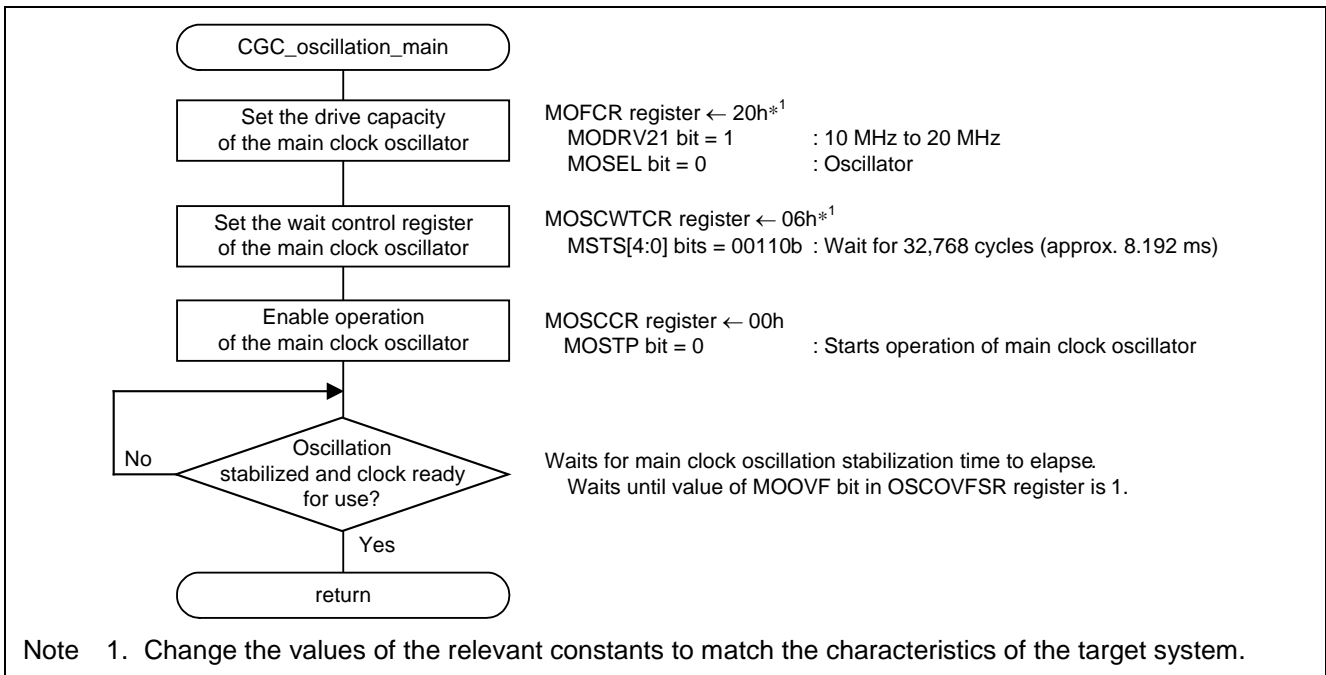 CGC_oscillation_main
Set the drive capacity
of the main clock oscillator
MOFCR register ← 20h*1
MODRV21 bit = 1 : 10 MHz to 20 MHz
MOSEL bit = 0 : Oscillator
Set the wait control register
of the main clock oscillator
MOSCWTCR register ← 06h*1
MSTS[4:0] bits = 00110b : Wait for 32,768 cycles (approx. 8.192 ms)
Enable operation
of the main clock oscillator
MOSCCR register ← 00h
MOSTP bit = 0 : Starts operation of main clock oscillator
No
Oscillation
stabilized and clock ready
for use?
Waits for main clock oscillation stabilization time to elapse.
Waits until value of MOOVF bit in OSCOVFSR register is 1.
Yes
return
Note 1. Change the values of the relevant constants to match the characteristics of the target system.